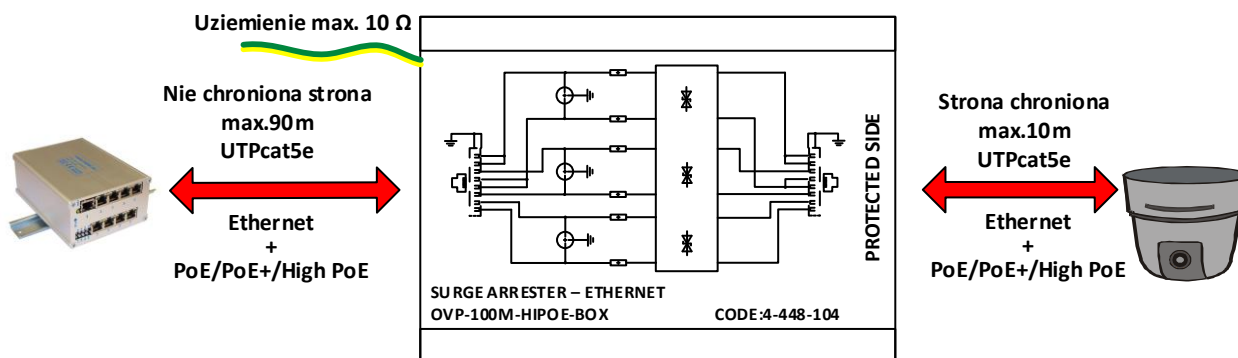 Uziemienie max. 10 Ω
Nie chroniona strona
max.90m
UTPcat5e
Ethernet
+
PoE/PoE+/High PoE
PROTECTED SIDE
SURGE ARRESTER – ETHERNET
OVP-100M-HIPOE-BOX CODE:4-448-104
Strona chroniona
max.10m
UTPcat5e
Ethernet
+
PoE/PoE+/High PoE